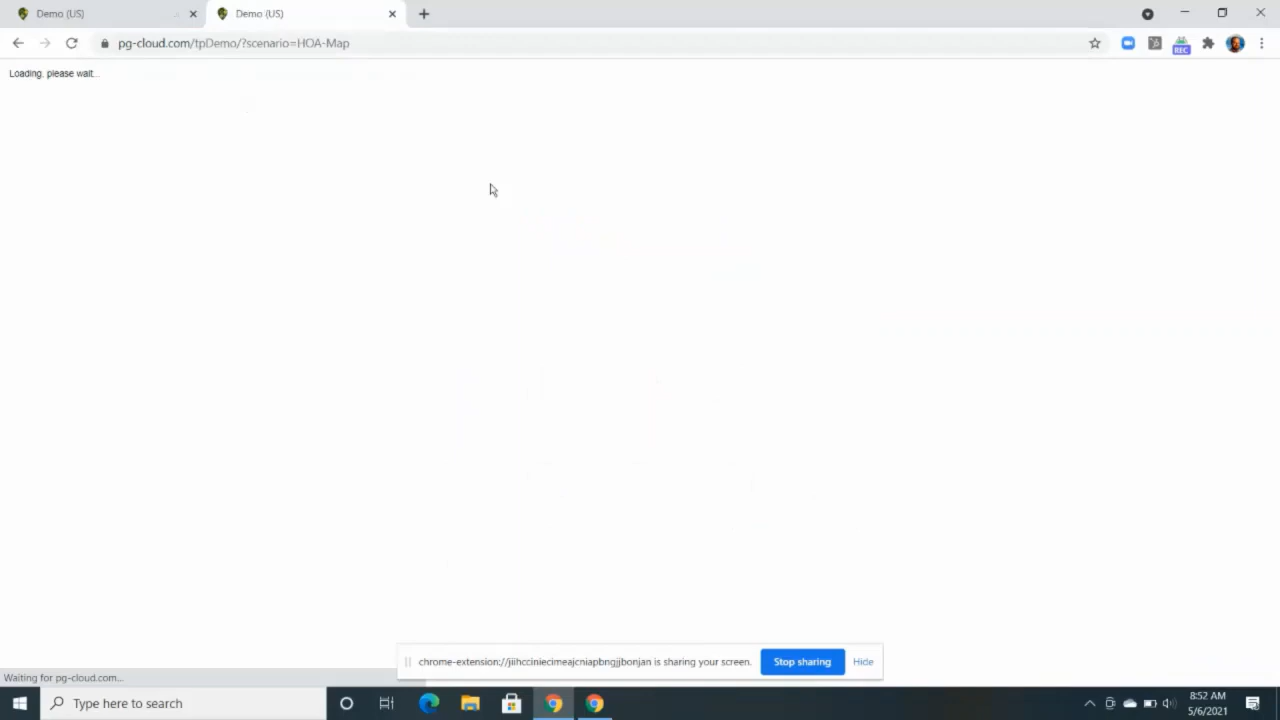 Demo (US)
Demo (US)
pg-cloud.com/tpDemo/?scenario=HOA-Map
REC
Loading, please wait...
chrome-extension://jiiihcciniecimeajcniapbngjjbonjan is sharing your screen.
Stop sharing
Hide
Waiting for pg-cloud.com...
Type here to search
8:52 AM
5/6/2021